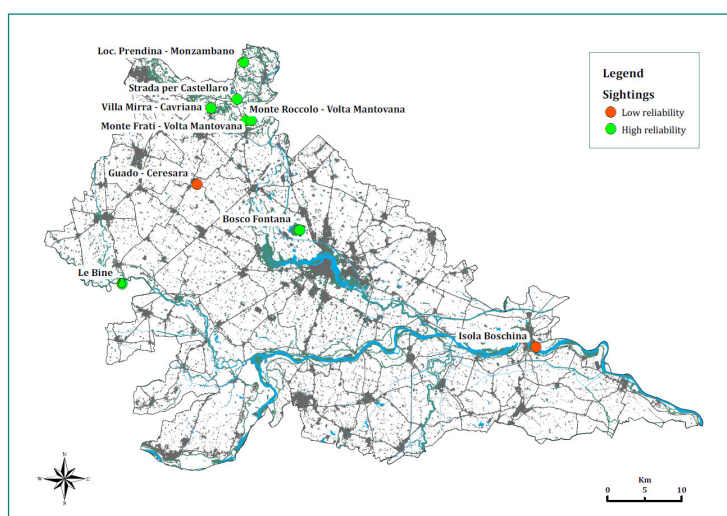 Loc. Prendina - Monzambano
Strada per Castellaro
Villa Mirra - Cavriana
Monte Roccolo - Volta Mantovana
Monte Frati - Volta Mantovana
Guado - Ceresara
Bosco Fontana
Le Bine
Isola Boschina
Legend
Sightings
Low reliability
High reliability
N
W E
S
Km
0 5 10